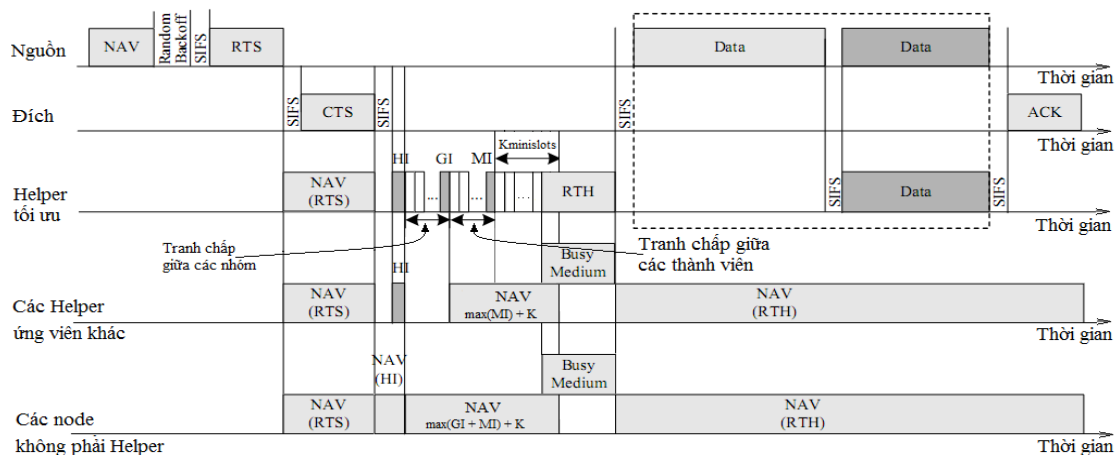 Nguồn
NAV
Random
Backoff
SIFS
RTS
Data
Data
Thời gian
Đích
SIFS
CTS
SIFS
SIFS
ACK
Thời gian
Kminislots
HI
GI
MI
Helper
tối ưu
NAV
(RTS)
...
...
...
RTH
SIFS
Data
SIFS
Thời gian
Tranh chấp
giữa các nhóm
Tranh chấp giữa
các thành viên
HI
Busy
Medium
Các Helper
ứng viên khác
NAV
(RTS)
NAV
max(MI) + K
NAV
(RTH)
Thời gian
NAV
(HI)
Busy
Medium
Các node
không phải Helper
NAV
(RTS)
NAV
max(GI + MI) + K
NAV
(RTH)
Thời gian